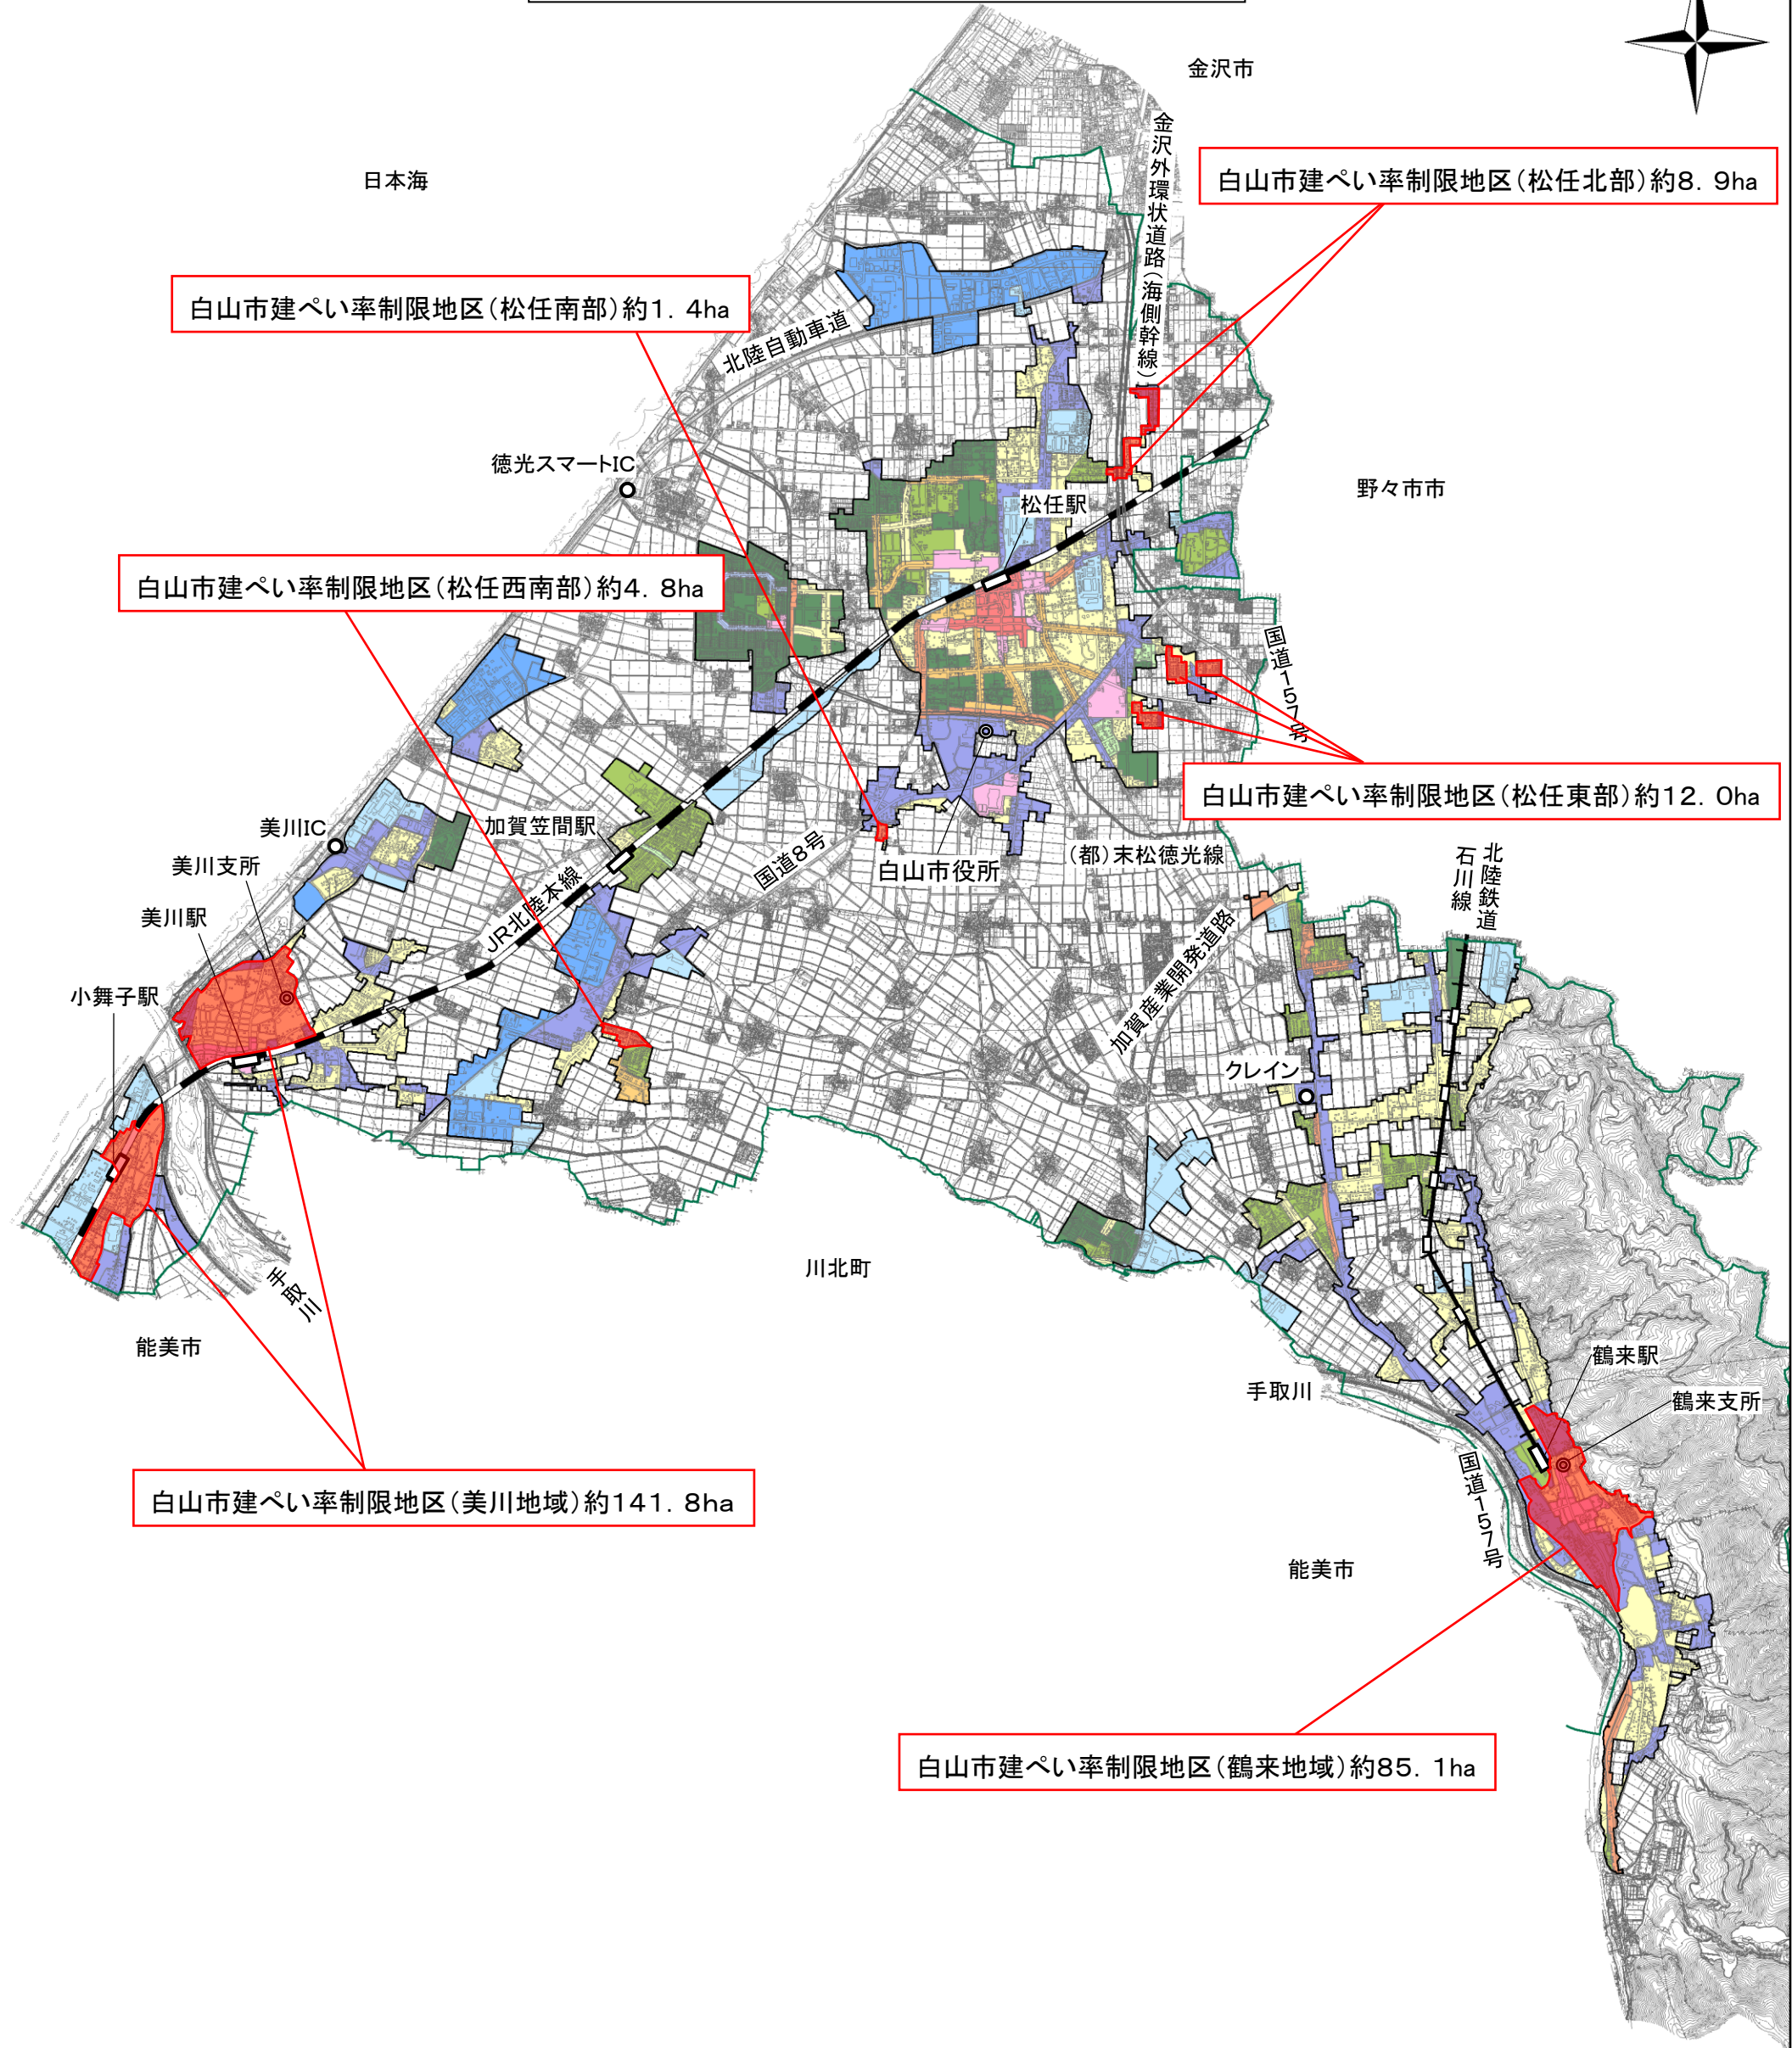 金沢市
日本海
金沢外環状道路(海側幹線)
白山市建ぺい率制限地区(松任北部)約8.9ha
白山市建ぺい率制限地区(松任南部)約1.4ha
北陸自動車道
徳光スマートIC
松任駅
野々市市
白山市建ぺい率制限地区(松任西南部)約4.8ha
国道157号
白山市建ぺい率制限地区(松任東部)約12.0ha
美川IC
加賀笠間駅
国道8号
白山市役所
(都)末松徳光線
美川支所
北陸鉄道
石川線
美川駅
JR北陸本線
加賀産業開発道路
小舞子駅
クレイン
川北町
手取川
能美市
鶴来駅
手取川
鶴来支所
国道157号
白山市建ぺい率制限地区(美川地域)約141.8ha
能美市
白山市建ぺい率制限地区(鶴来地域)約85.1ha